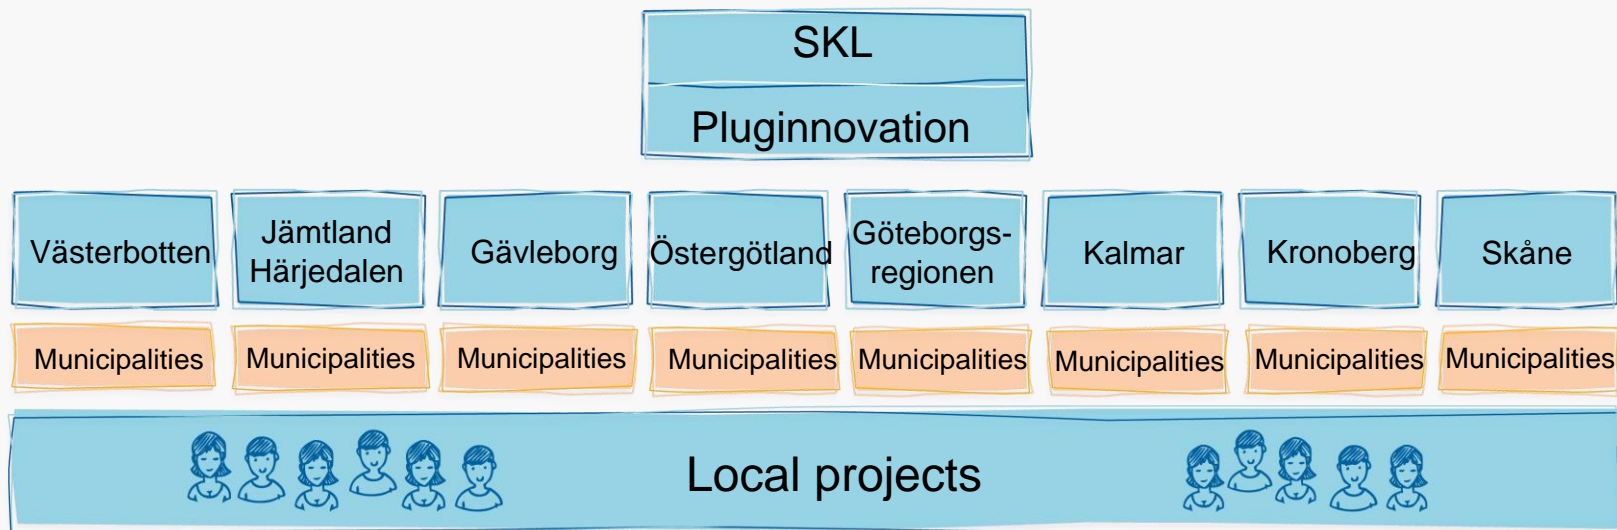 SKL
Pluginnovation
Västerbotten
Jämtland
Härjedalen
Gävleborg
Östergötland
Göteborgs-
regionen
Kalmar
Kronoberg
Skåne
Municipalities
Municipalities
Municipalities
Municipalities
Municipalities
Municipalities
Municipalities
Municipalities
Local projects